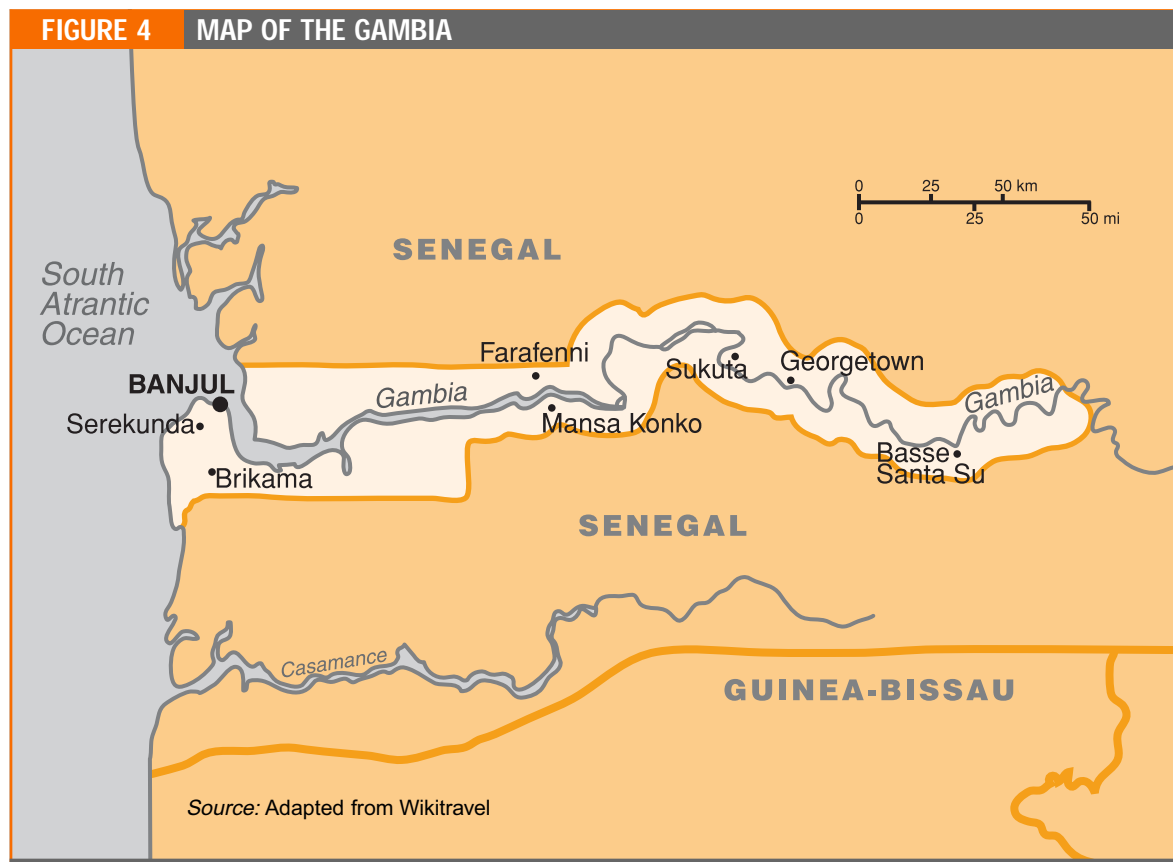 FIGURE 4 MAP OF THE GAMBIA
0 25 50 km
0 25 50 mi
SENEGAL
South
Atrantic
Ocean
Farafenni
Sukuta
Georgetown
BANJUL
Gambia
Gambia
Serekunda
Mansa Konko
Basse
Santa Su
Brikama
SENEGAL
Casamance
GUINEA-BISSAU
Source: Adapted from Wikitravel